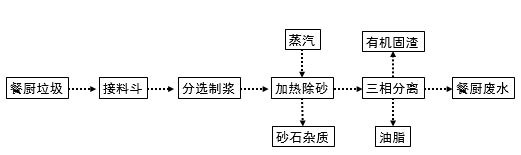 蒸汽
有机固渣
餐厨垃圾
接料斗
分选制浆
加热除砂
三相分离
餐厨废水
砂石杂质
油脂